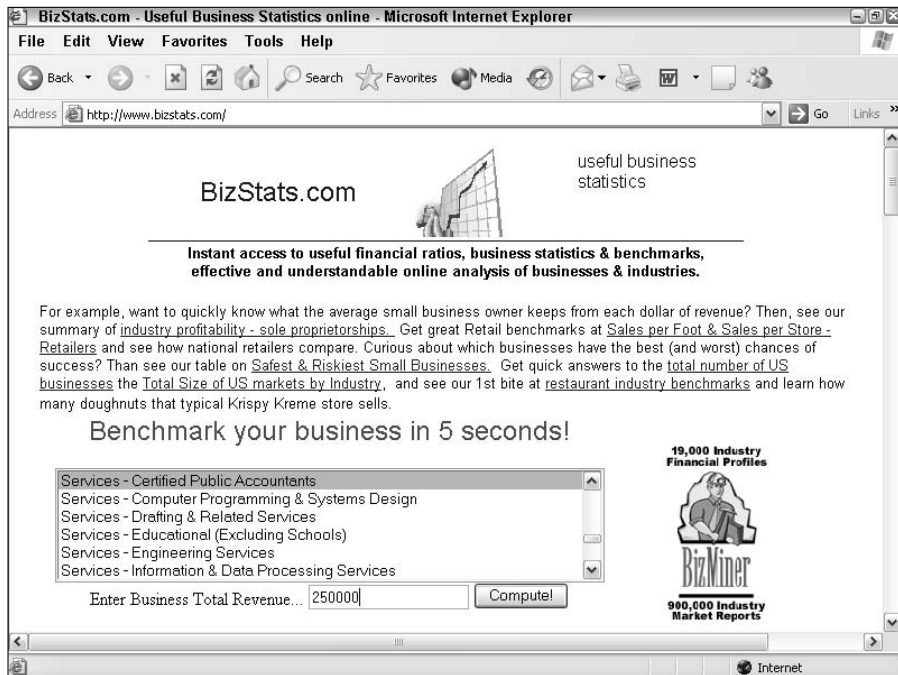 BizStats.com - Useful Business Statistics online - Microsoft Internet Explorer
File Edit View Favorites Tools Help
Back Search Favorites Media
Address http://www.bizstats.com/ Go Links »
BizStats.com
useful business
statistics
Instant access to useful financial ratios, business statistics & benchmarks,
effective and understandable online analysis of businesses & industries.
For example, want to quickly know what the average small business owner keeps from each dollar of revenue? Then, see our
summary of industry profitability - sole proprietorships. Get great Retail benchmarks at Sales per Foot & Sales per Store -
Retailers and see how national retailers compare. Curious about which businesses have the best (and worst) chances of
success? Than see our table on Safest & Riskiest Small Businesses. Get quick answers to the total number of US
businesses the Total Size of US markets by Industry, and see our 1st bite at restaurant industry benchmarks and learn how
many doughnuts that typical Krispy Kreme store sells.
Benchmark your business in 5 seconds!
Services - Certified Public Accountants
Services - Computer Programming & Systems Design
Services - Drafting & Related Services
Services - Educational (Excluding Schools)
Services - Engineering Services
Services - Information & Data Processing Services
Enter Business Total Revenue... 250000 Compute!
19,000 Industry
Financial Profiles
BizMiner
900,000 Industry
Market Reports
Internet